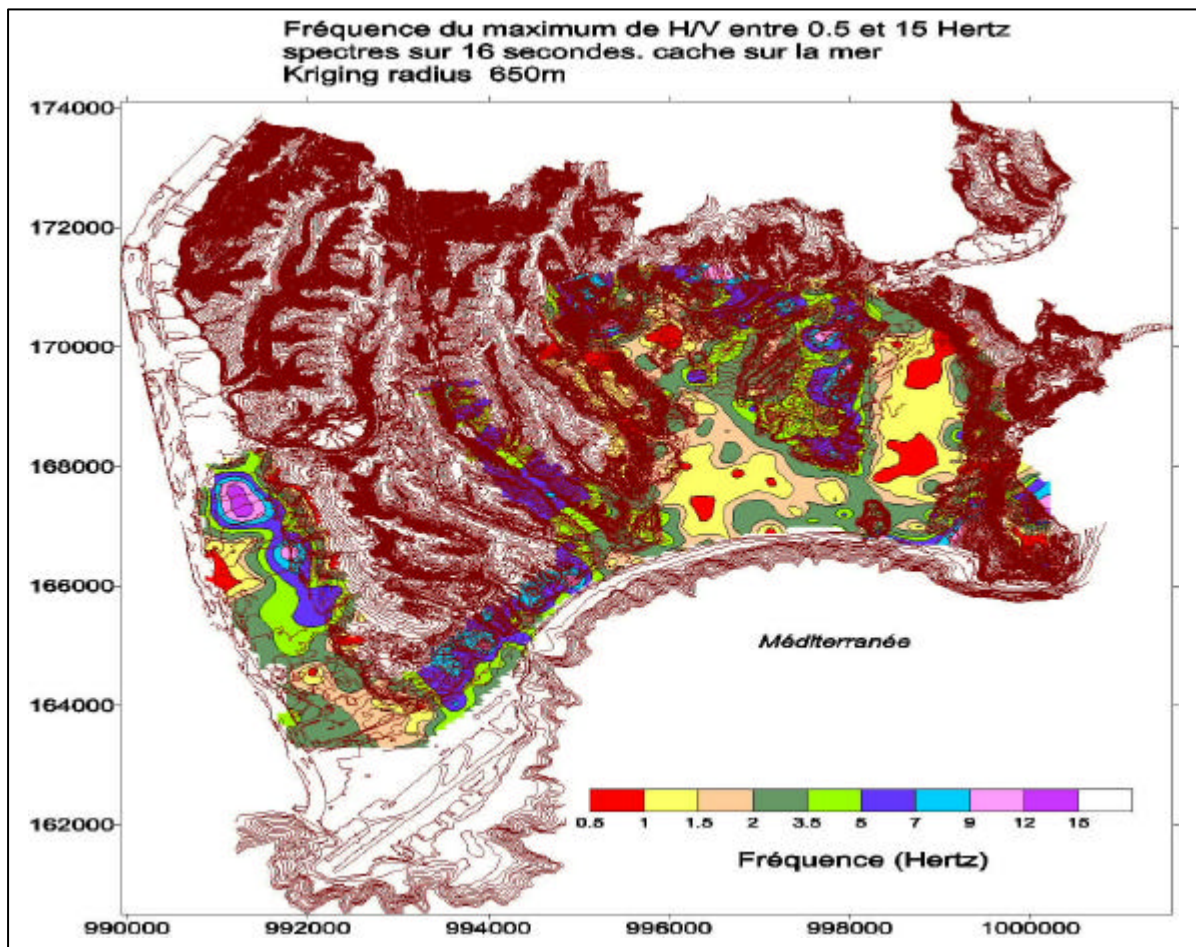 Fréquence du maximum de H/V entre 0.5 et 15 Hertz
spectres sur 16 secondes. cache sur la mer
Kriging radius 650m
174000
172000
170000
168000
166000
164000
162000
Méditerranée
0.5 1 1.5 2 3.5 5 7 9 12 15
Fréquence (Hertz)
990000 992000 994000 996000 998000 1000000